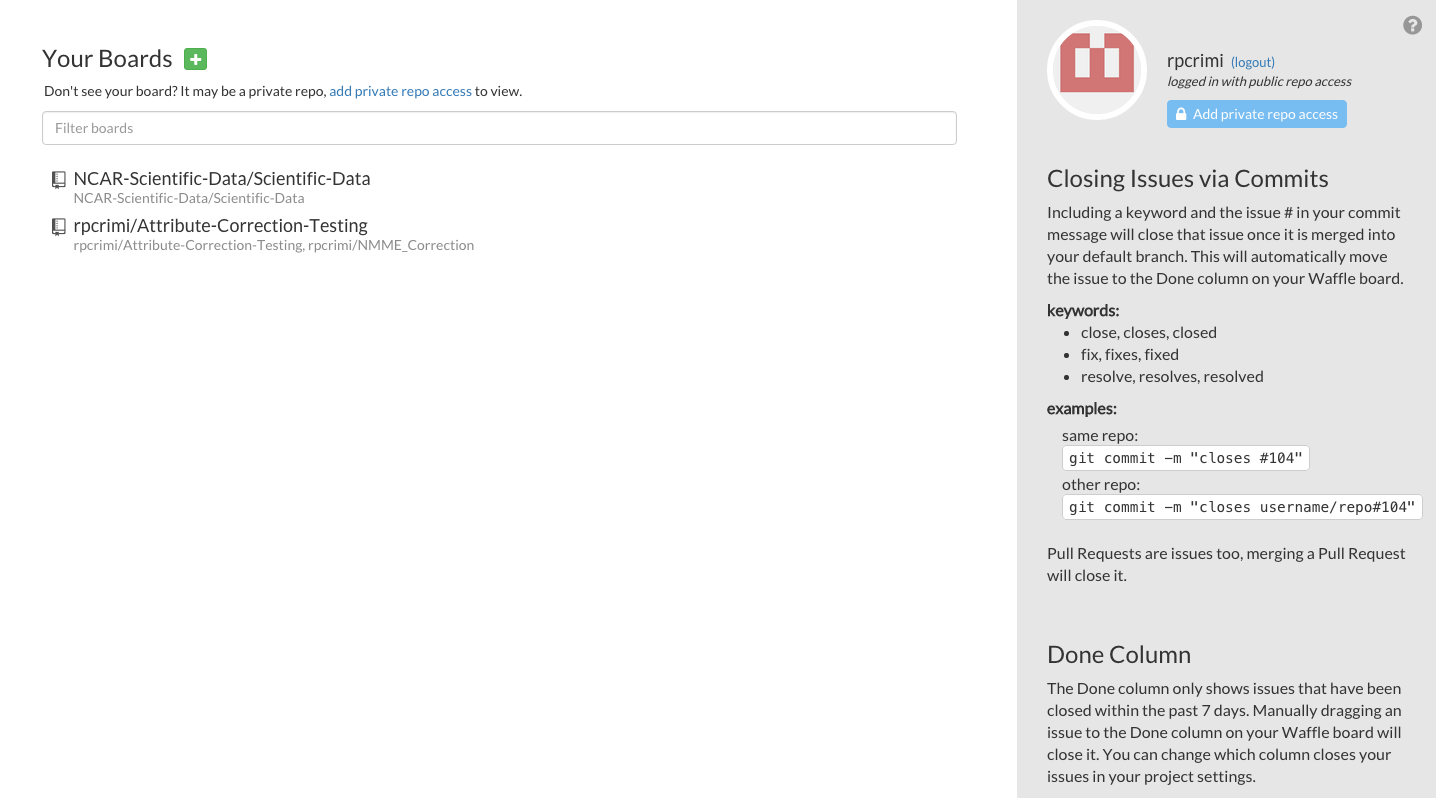 Your Boards
Don't see your board? It may be a private repo, add private repo access to view.
Filter boards
NCAR-Scientific-Data/Scientific-Data
NCAR-Scientific-Data/Scientific-Data
rpcrimi/Attribute-Correction-Testing
rpcrimi/Attribute-Correction-Testing, rpcrimi/NMME_Correction
rpcrimi (logout)
logged in with public repo access
Add private repo access
Closing Issues via Commits
Including a keyword and the issue # in your commit
message will close that issue once it is merged into
your default branch. This will automatically move
the issue to the Done column on your Waffle board.
keywords:
• close, closes, closed
• fix, fixes, fixed
• resolve, resolves, resolved
examples:
same repo:
git commit -m "closes #104"
other repo:
git commit -m "closes username/repo#104"
Pull Requests are issues too, merging a Pull Request
will close it.
Done Column
The Done column only shows issues that have been
closed within the past 7 days. Manually dragging an
issue to the Done column on your Waffle board will
close it. You can change which column closes your
issues in your project settings.